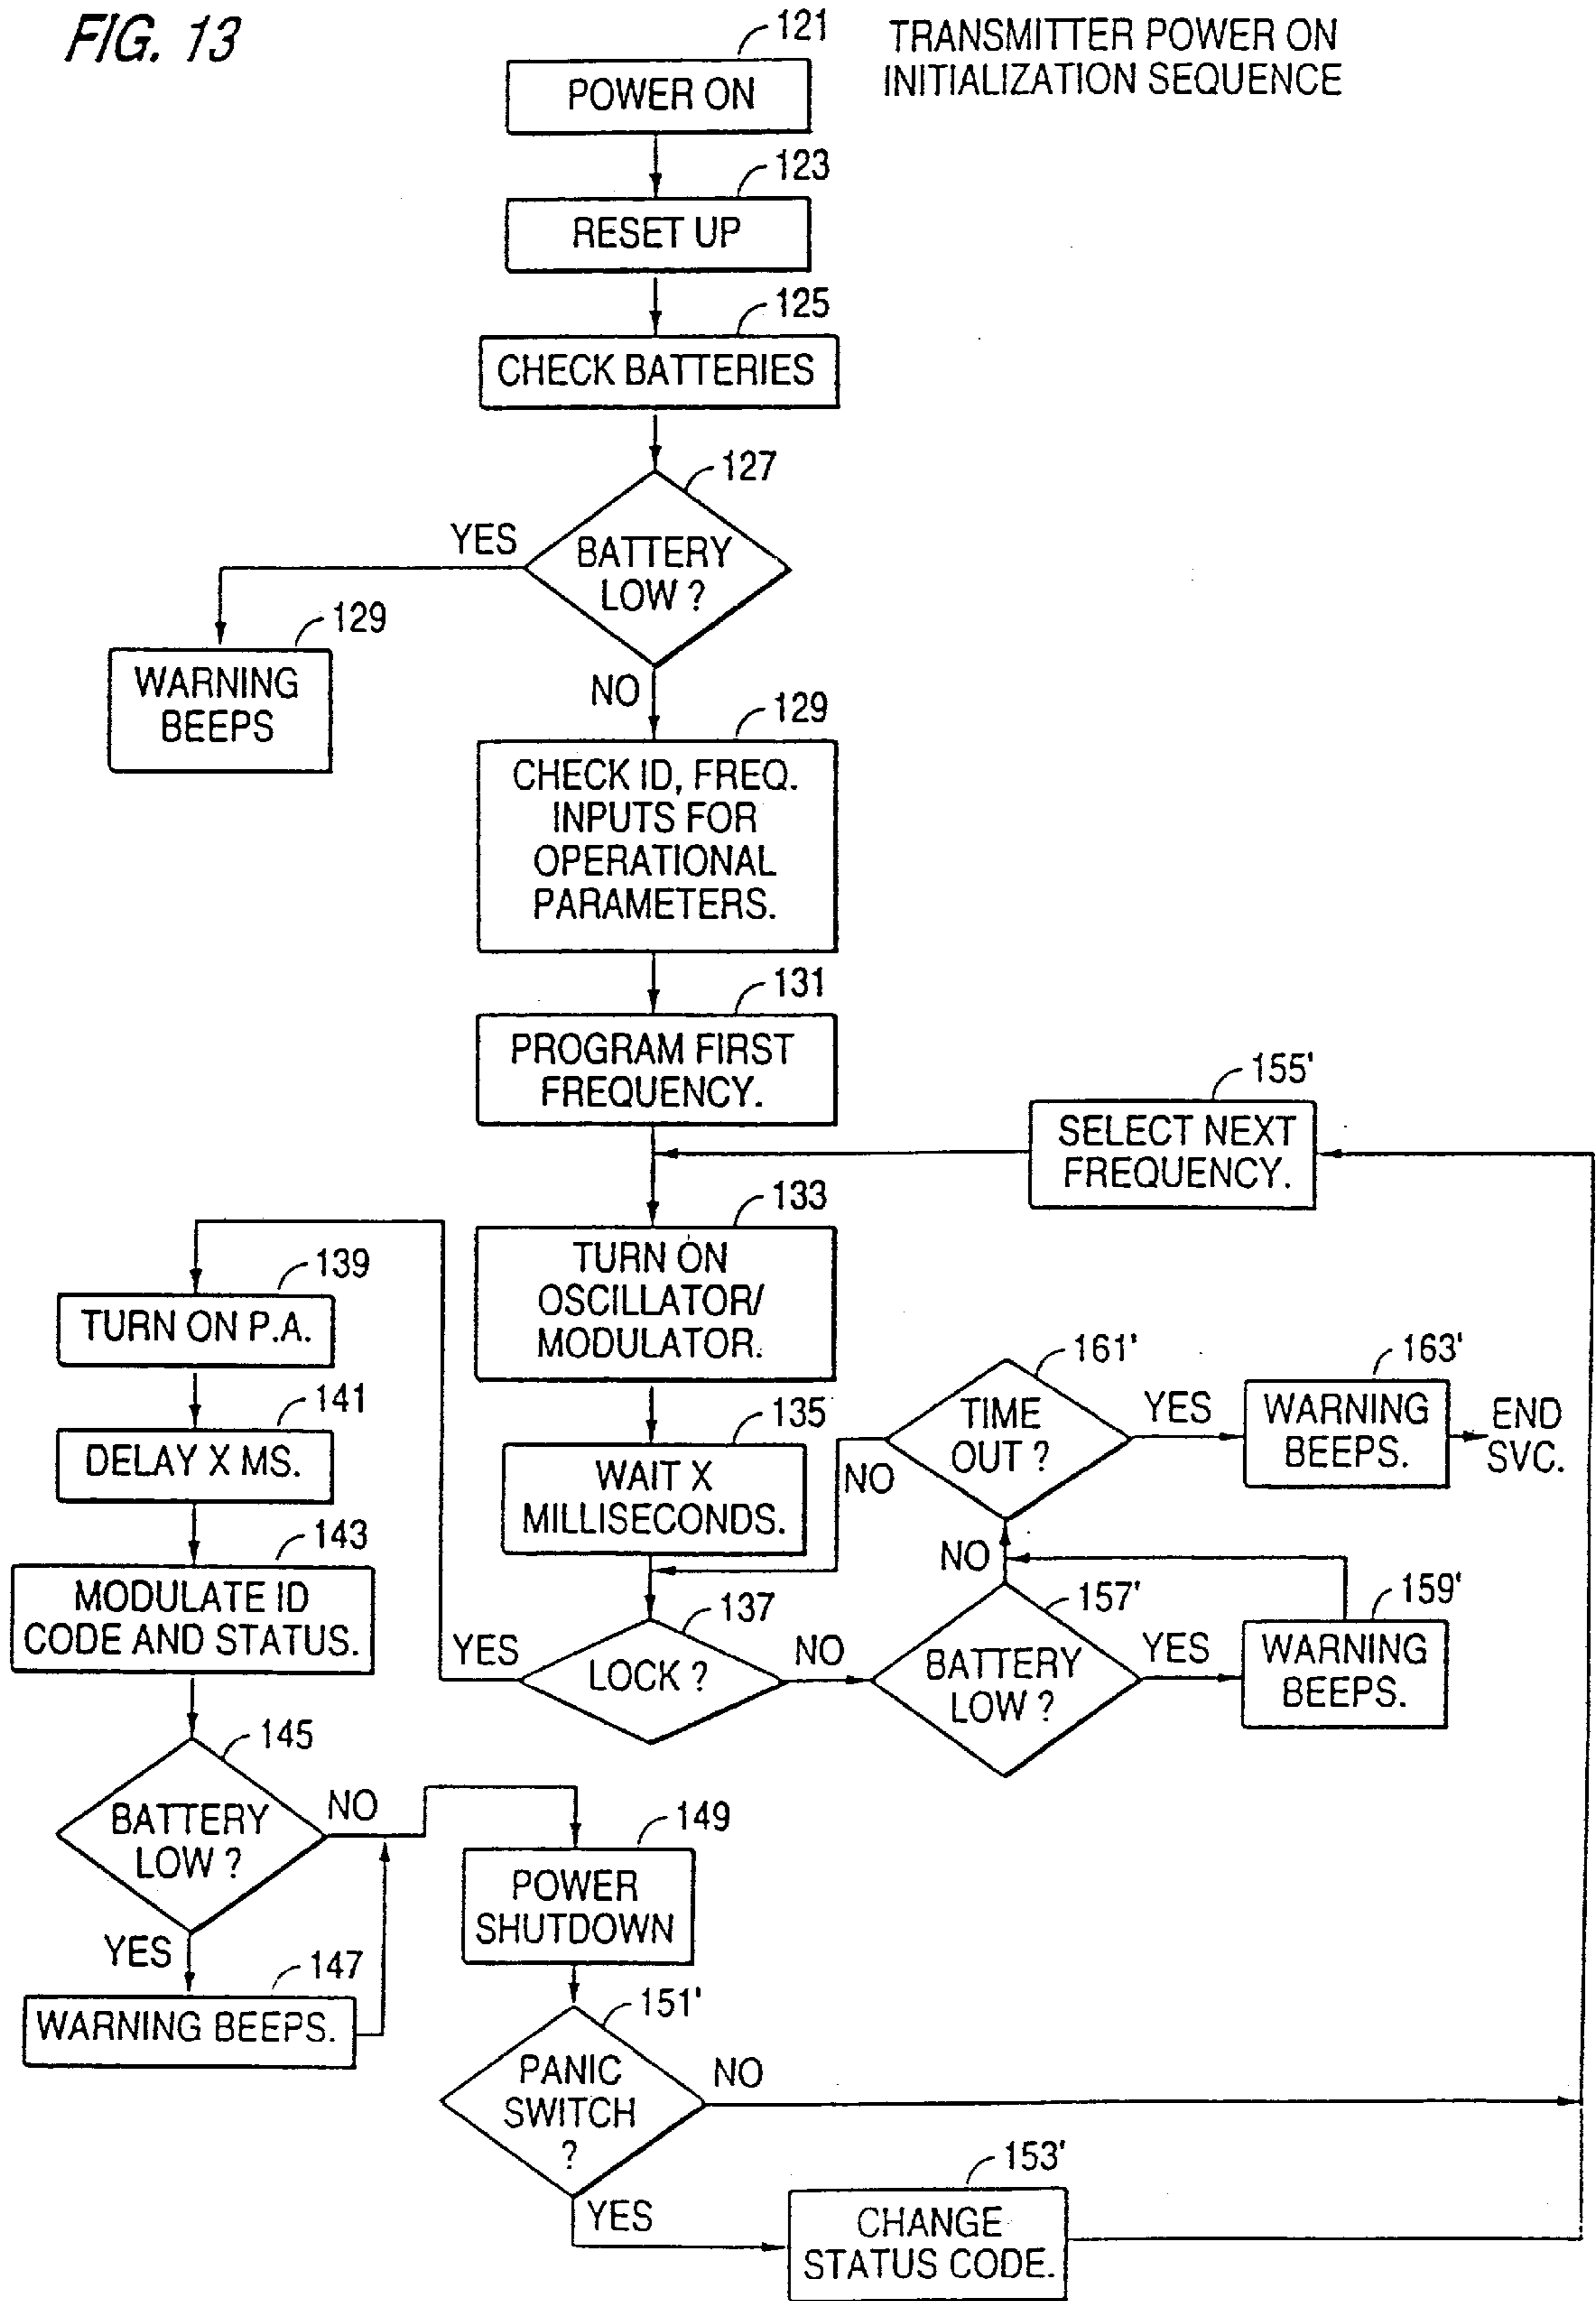 FIG. 13
TRANSMITTER POWER ON
INITIALIZATION SEQUENCE
121
POWER ON
123
RESET UP
125
CHECK BATTERIES
127
BATTERY
LOW ?
YES
129
WARNING
BEEPS
NO
129
CHECK ID, FREQ.
INPUTS FOR
OPERATIONAL
PARAMETERS.
131
PROGRAM FIRST
FREQUENCY.
155'
SELECT NEXT
FREQUENCY.
133
TURN ON
OSCILLATOR/
MODULATOR.
139
TURN ON P.A.
141
DELAY X MS.
143
MODULATE ID
CODE AND STATUS.
135
WAIT X
MILLISECONDS.
161'
TIME
OUT ?
YES
NO
163'
WARNING
BEEPS.
END
SVC.
NO
137
LOCK ?
YES
NO
157'
BATTERY
LOW ?
YES
159'
WARNING
BEEPS.
145
BATTERY
LOW ?
NO
YES
147
WARNING BEEPS.
149
POWER
SHUTDOWN
151'
PANIC
SWITCH
?
NO
YES
153'
CHANGE
STATUS CODE.